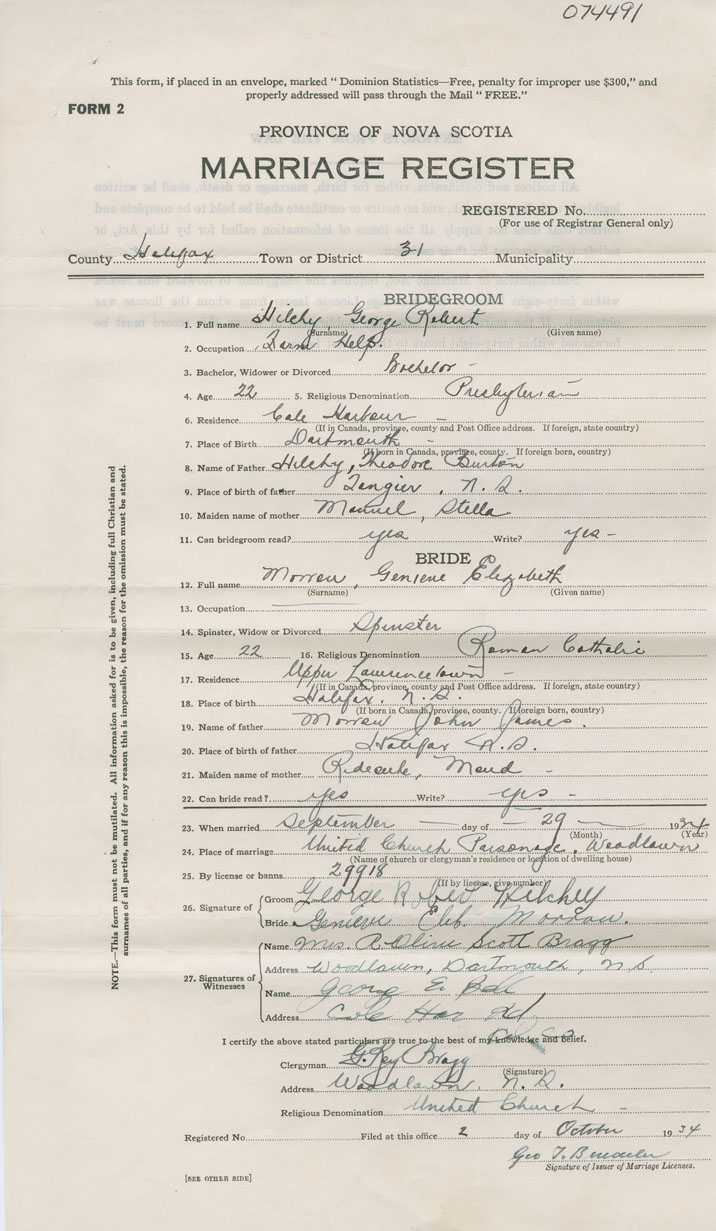 074491
This form, if placed in an envelope, marked "Dominion Statistics—Free, penalty for improper use $300," and
properly addressed will pass through the Mail "FREE."
FORM 2
PROVINCE OF NOVA SCOTIA
MARRIAGE REGISTER
REGISTERED No.
(For use of Registrar General only)
County Halifax Town or District 31 Municipality
BRIDEGROOM
1. Full name Hilchy George Robert
(Surname) (Given name)
2. Occupation Farm Help.
3. Bachelor, Widower or Divorced Bachelor -
4. Age 22 5. Religious Denomination Presbyterian
6. Residence Cole Harbour
(If in Canada, province, county and Post Office address. If foreign, state country)
7. Place of Birth Dartmouth -
(If born in Canada, province, county. If foreign born, country)
8. Name of Father Hilchy, Theodore Burton
9. Place of birth of father Tangier, N.S.
10. Maiden name of mother Manuel, Stella
11. Can bridegroom read? yes Write? yes -
BRIDE
12. Full name Morrow, Geniene Elizabeth
(Surname) (Given name)
13. Occupation
14. Spinster, Widow or Divorced Spinster
15. Age 22 16. Religious Denomination Roman Catholic
17. Residence Upper Lawrencetown -
(If in Canada, province, county and Post Office address. If foreign, state country)
18. Place of birth Halifax, N.S.
(If born in Canada, province, county. If foreign born, country)
19. Name of father Morrow John James.
20. Place of birth of father Halifax N.S.
21. Maiden name of mother Maud -
22. Can bride read? yes Write? yes -
23. When married September day of 29 1934
(Month) (Year)
24. Place of marriage United Church Parsonage, Woodlawn
(Name of church or clergyman's residence or location of dwelling house)
25. By license or banns 29918
(If by license, give number)
26. Signature of Groom George Robert Hilchey
Bride Genieve Eliz. Morrow.
27. Signatures of Witnesses
Name Mrs. Scott Bragg
Address Woodlawn, Dartmouth, N.S.
Name George E.
Address Cole Har Rd
I certify the above stated particulars are true to the best of my knowledge and belief.
Clergyman G. Roy Bragg
(Signature)
Address Woodlawn, N.S.
Religious Denomination United Church -
Registered No. Filed at this office 2 day of October 1934
Geo T.
Signature of Issuer of Marriage Licenses.
[SEE OTHER SIDE]
NOTE.—This form must not be mutilated. All information asked for is to be given, including full Christian and
surnames of all parties, and if for any reason this is impossible, the reason for the omission must be stated.